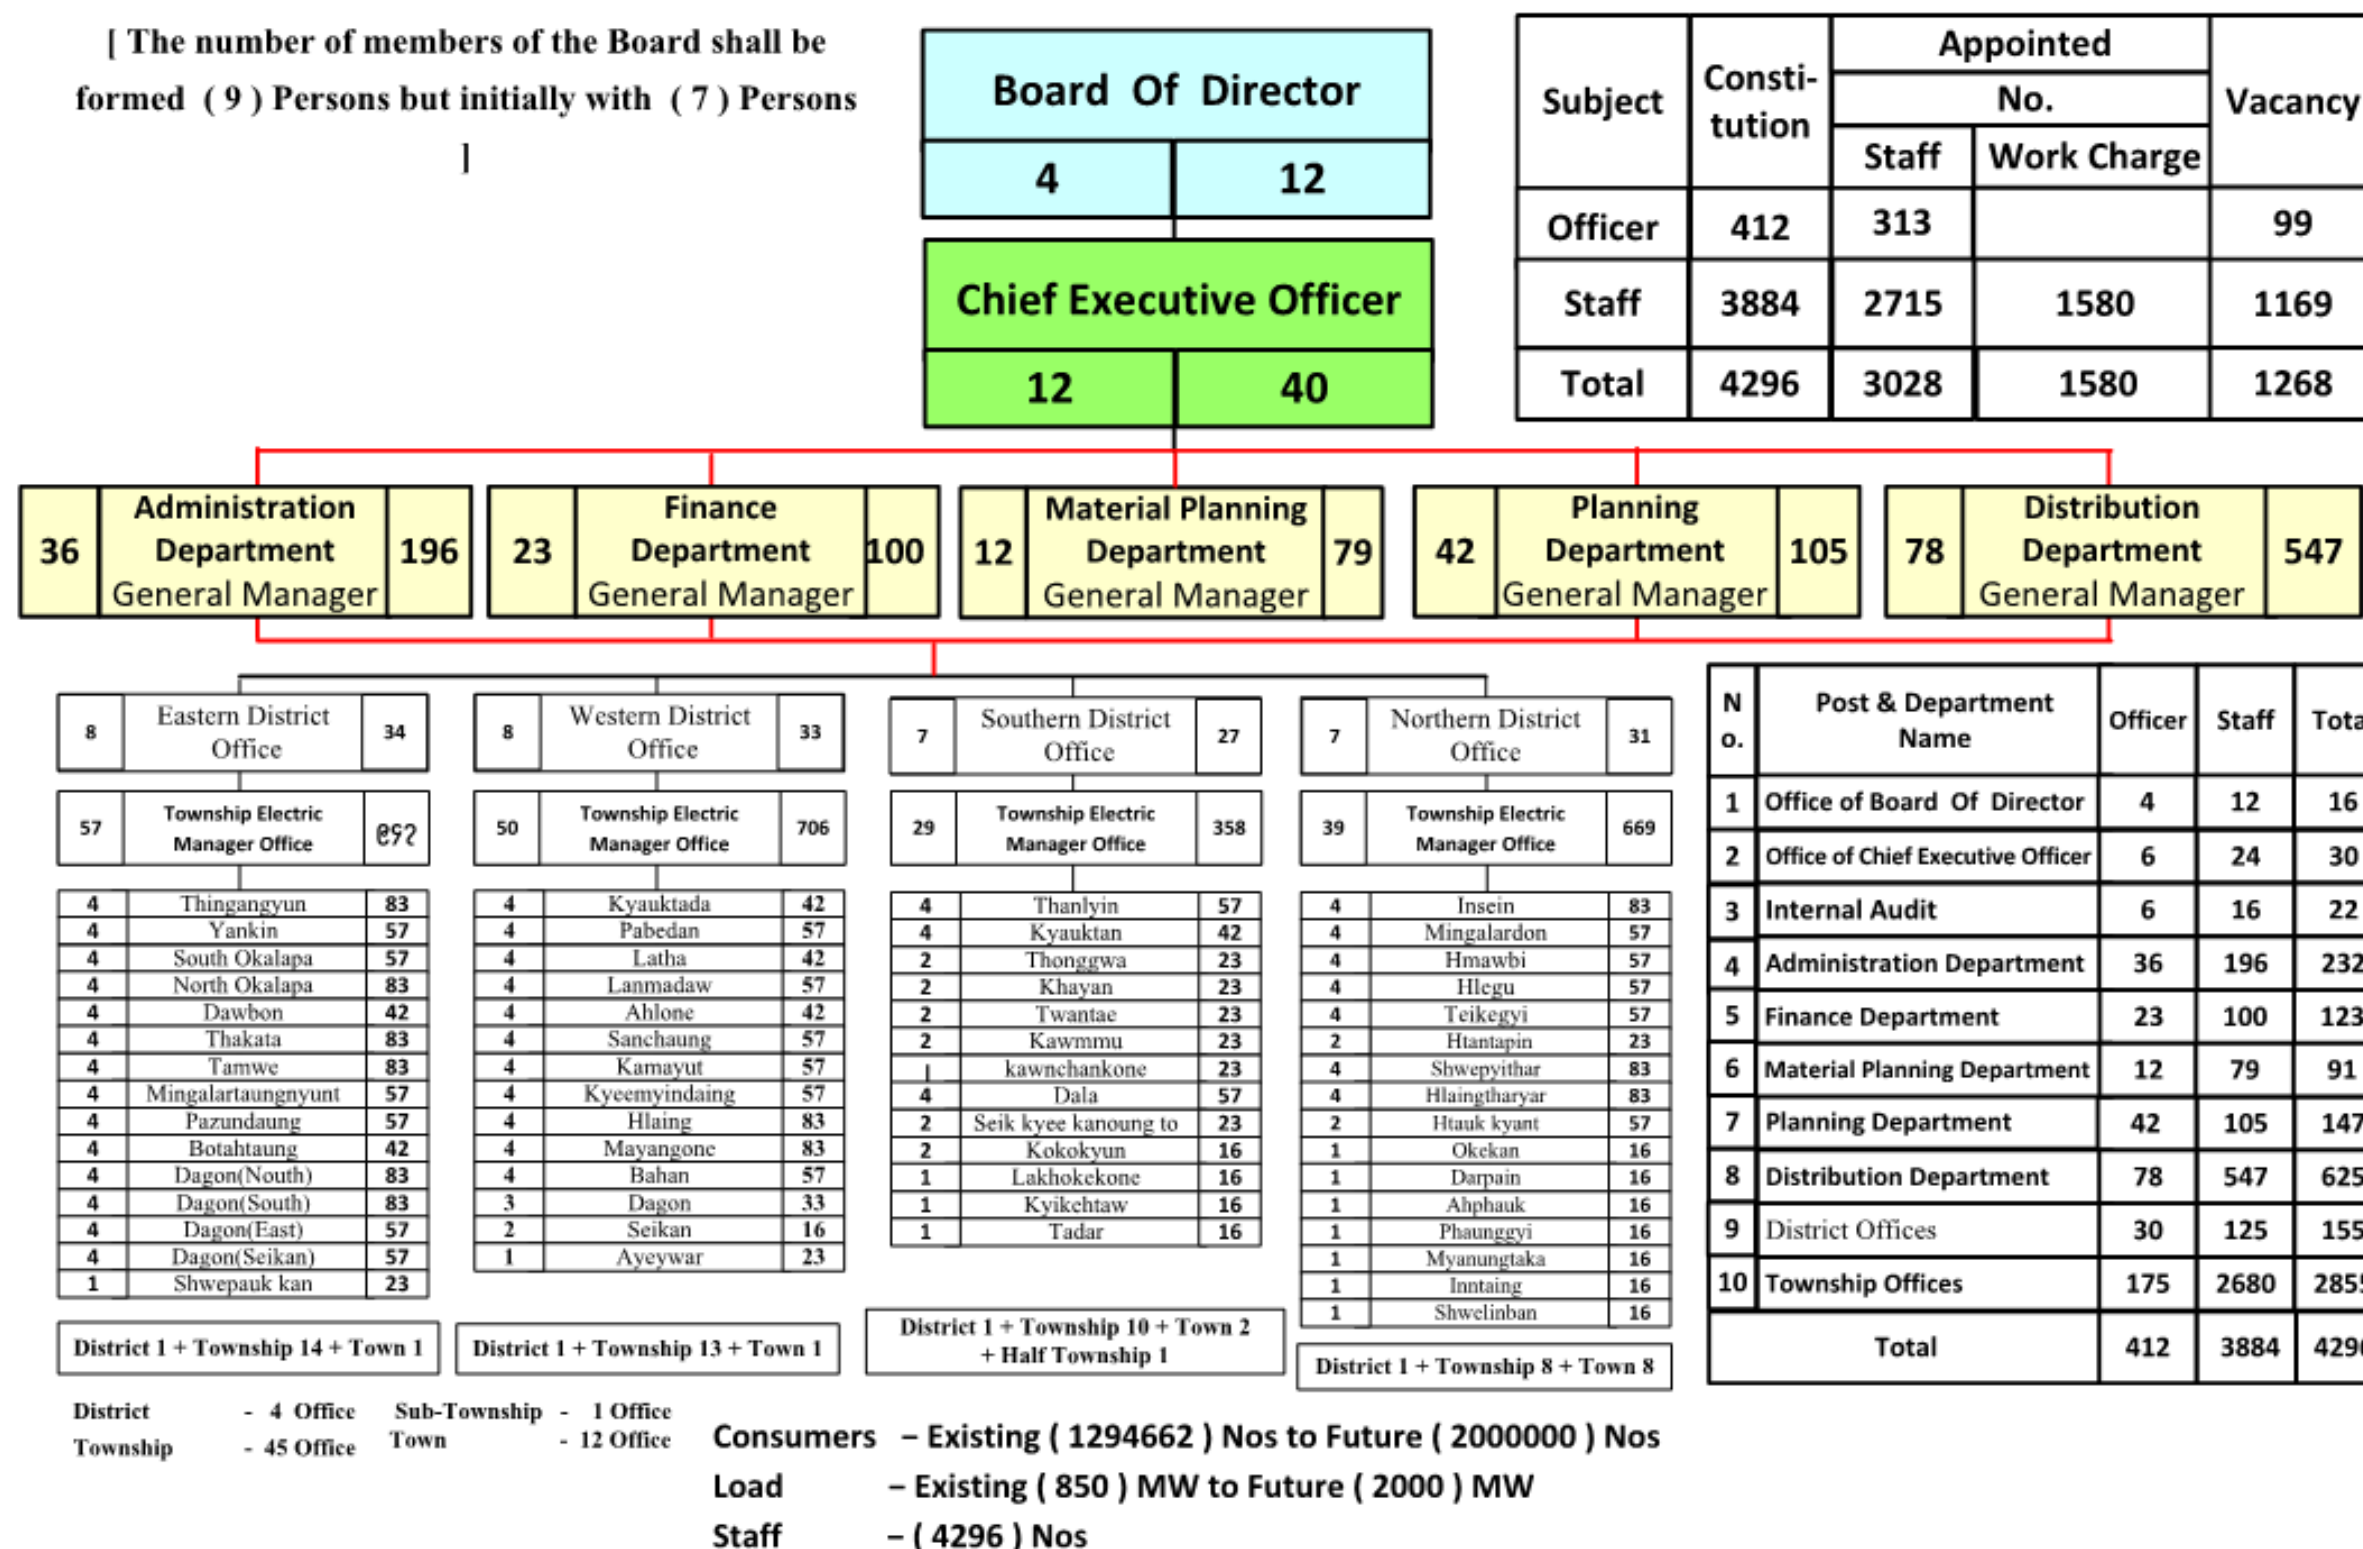 [ The number of members of the Board shall be
formed ( 9 ) Persons but initially with ( 7 ) Persons
]
Board Of Director
4 12
Chief Executive Officer
12 40
Subject Consti-tution Appointed Vacancy
No.
Staff Work Charge
Officer 412 313 99
Staff 3884 2715 1580 1169
Total 4296 3028 1580 1268
36 Administration Department General Manager 196
23 Finance Department General Manager 100
12 Material Planning Department General Manager 79
42 Planning Department General Manager 105
78 Distribution Department General Manager 547
8 Eastern District Office 34
57 Township Electric Manager Office
4 Thingangyun 83
4 Yankin 57
4 South Okalapa 57
4 North Okalapa 83
4 Dawbon 42
4 Thakata 83
4 Tamwe 83
4 Mingalartaungnyunt 57
4 Pazundaung 57
4 Botahtaung 42
4 Dagon(Nouth) 83
4 Dagon(South) 83
4 Dagon(East) 57
4 Dagon(Seikan) 57
1 Shwepauk kan 23
District 1 + Township 14 + Town 1
8 Western District Office 33
50 Township Electric Manager Office 706
4 Kyauktada 42
4 Pabedan 57
4 Latha 42
4 Lanmadaw 57
4 Ahlone 42
4 Sanchaung 57
4 Kamayut 57
4 Kyeemyindaing 57
4 Hlaing 83
4 Mayangone 83
4 Bahan 57
3 Dagon 33
2 Seikan 16
1 Ayeywar 23
District 1 + Township 13 + Town 1
7 Southern District Office 27
29 Township Electric Manager Office 358
4 Thanlyin 57
4 Kyauktan 42
2 Thonggwa 23
2 Khayan 23
2 Twantae 23
2 Kawmmu 23
kawnchankone 23
4 Dala 57
2 Seik kyee kanoung to 23
2 Kokokyun 16
1 Lakhokekone 16
1 Kyikehtaw 16
1 Tadar 16
District 1 + Township 10 + Town 2
+ Half Township 1
7 Northern District Office 31
39 Township Electric Manager Office 669
4 Insein 83
4 Mingalardon 57
4 Hmawbi 57
4 Hlegu 57
4 Teikegyi 57
2 Htantapin 23
4 Shwepyithar 83
4 Hlaingtharyar 83
2 Htauk kyant 57
1 Okekan 16
1 Darpain 16
1 Ahphauk 16
1 Phaunggyi 16
1 Myanungtaka 16
1 Inntaing 16
1 Shwelinban 16
District 1 + Township 8 + Town 8
No. Post & Department Name Officer Staff Tota
1 Office of Board Of Director 4 12 16
2 Office of Chief Executive Officer 6 24 30
3 Internal Audit 6 16 22
4 Administration Department 36 196 232
5 Finance Department 23 100 123
6 Material Planning Department 12 79 91
7 Planning Department 42 105 147
8 Distribution Department 78 547 625
9 District Offices 30 125 155
10 Township Offices 175 2680 2855
Total 412 3884 4296
District - 4 Office Sub-Township - 1 Office
Township - 45 Office Town - 12 Office
Consumers – Existing ( 1294662 ) Nos to Future ( 2000000 ) Nos
Load – Existing ( 850 ) MW to Future ( 2000 ) MW
Staff – ( 4296 ) Nos